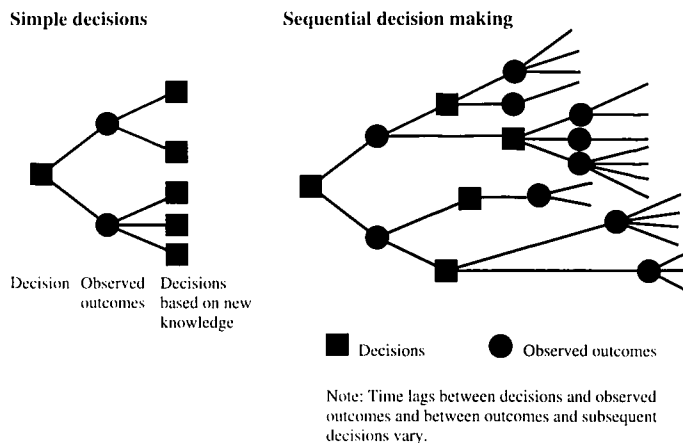 Simple decisions
Sequential decision making
Decision
Observed
outcomes
Decisions
based on new
knowledge
Decisions
Observed outcomes
Note: Time lags between decisions and observed
outcomes and between outcomes and subsequent
decisions vary.